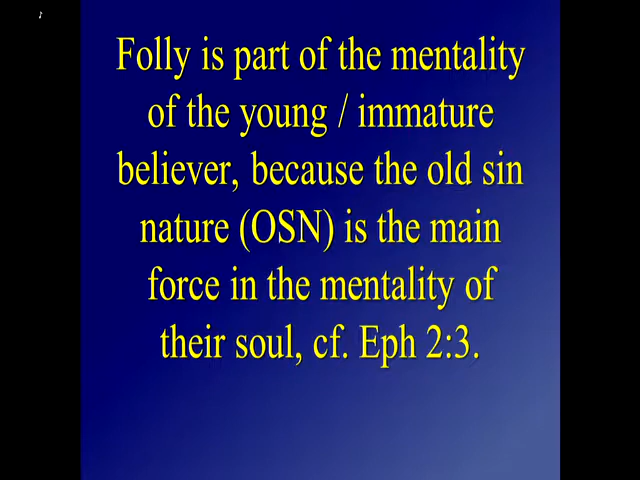 Folly is part of the mentality
of the young / immature
believer, because the old sin
nature (OSN) is the main
force in the mentality of
their soul, cf. Eph 2:3.